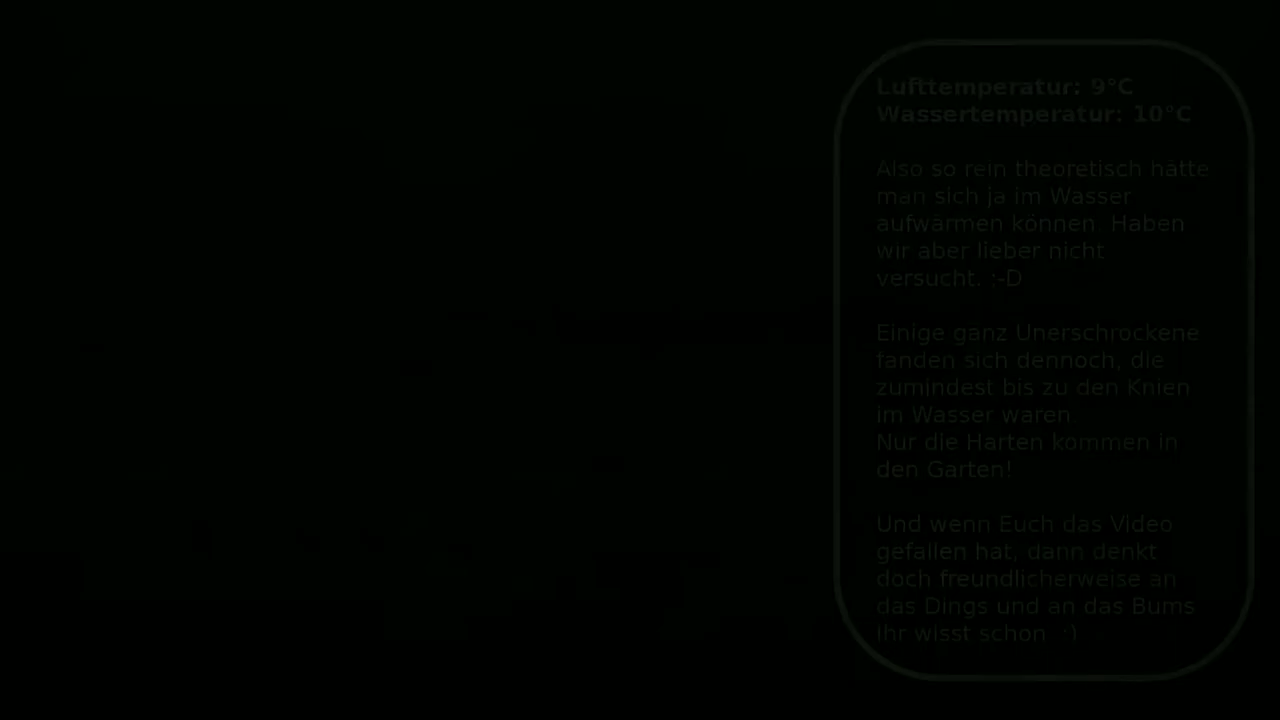 Lufttemperatur: 9°C
Wassertemperatur: 10°C
Also so rein theoretisch hätte
man sich ja im Wasser
aufwärmen können. Haben
wir aber lieber nicht
versucht. :-D
Einige ganz Unerschrockene
fanden sich dennoch, die
zumindest bis zu den Knien
im Wasser waren.
Nur die Harten kommen in
den Garten!
Und wenn Euch das Video
gefallen hat, dann denkt
doch freundlicherweise an
das Dings und an das Bums
ihr wisst schon. :)